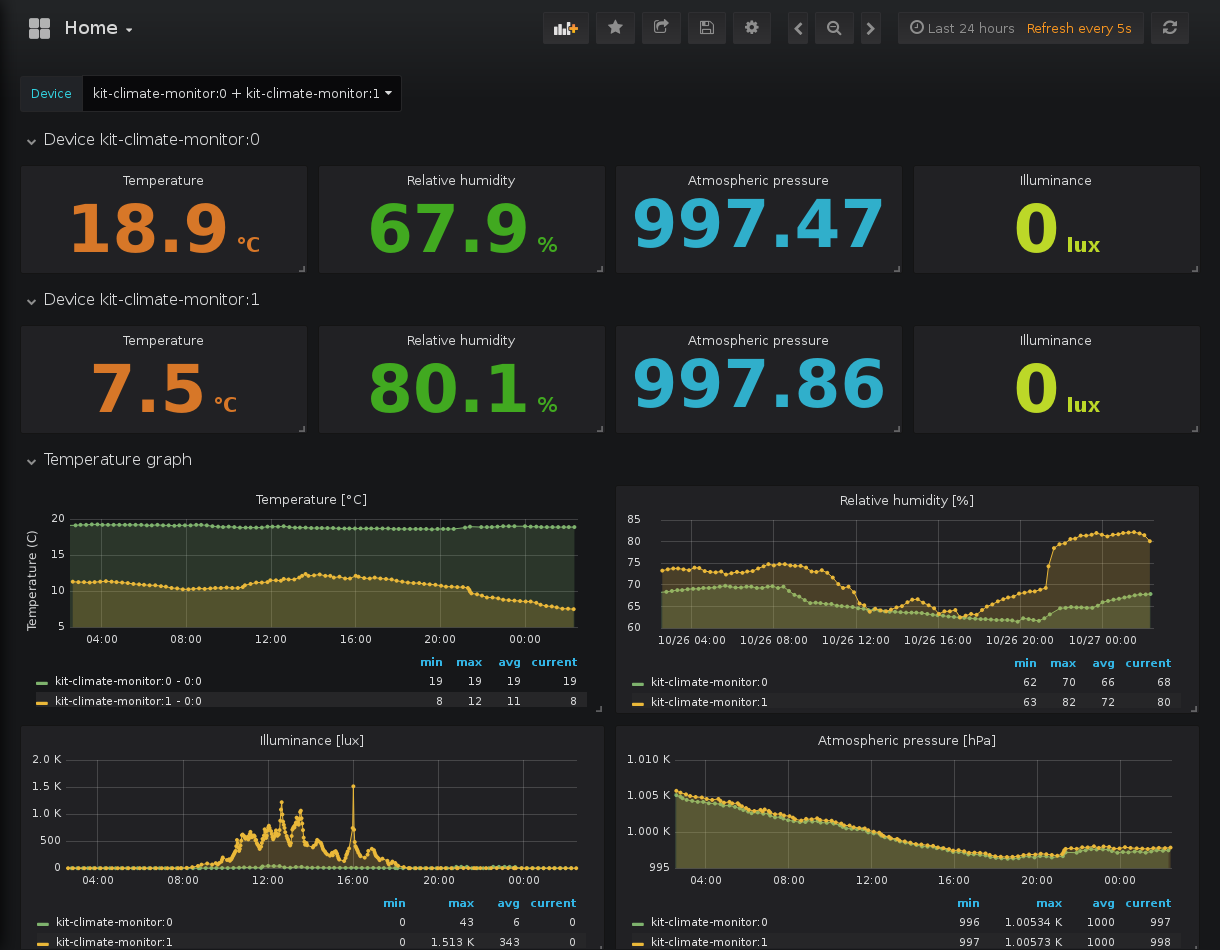 Home
Last 24 hours Refresh every 5s
Device kit-climate-monitor:0 + kit-climate-monitor:1
Device kit-climate-monitor:0
Temperature Relative humidity Atmospheric pressure Illuminance
18.9 °C 67.9 % 997.47 0 lux
Device kit-climate-monitor:1
Temperature Relative humidity Atmospheric pressure Illuminance
7.5 °C 80.1 % 997.86 0 lux
Temperature graph
Temperature [°C]
Temperature (C)
20
15
10
5
04:00 08:00 12:00 16:00 20:00 00:00
min max avg current
kit-climate-monitor:0 - 0:0 19 19 19 19
kit-climate-monitor:1 - 0:0 8 12 11 8
Relative humidity [%]
85
80
75
70
65
60
10/26 04:00 10/26 08:00 10/26 12:00 10/26 16:00 10/26 20:00 10/27 00:00
min max avg current
kit-climate-monitor:0 62 70 66 68
kit-climate-monitor:1 63 82 72 80
Illuminance [lux]
2.0 K
1.5 K
1.0 K
500
0
04:00 08:00 12:00 16:00 20:00 00:00
min max avg current
kit-climate-monitor:0 0 43 6 0
kit-climate-monitor:1 0 1.513 K 343 0
Atmospheric pressure [hPa]
1.010 K
1.005 K
1.000 K
995
04:00 08:00 12:00 16:00 20:00 00:00
min max avg current
kit-climate-monitor:0 996 1.00534 K 1000 997
kit-climate-monitor:1 997 1.00573 K 1000 998